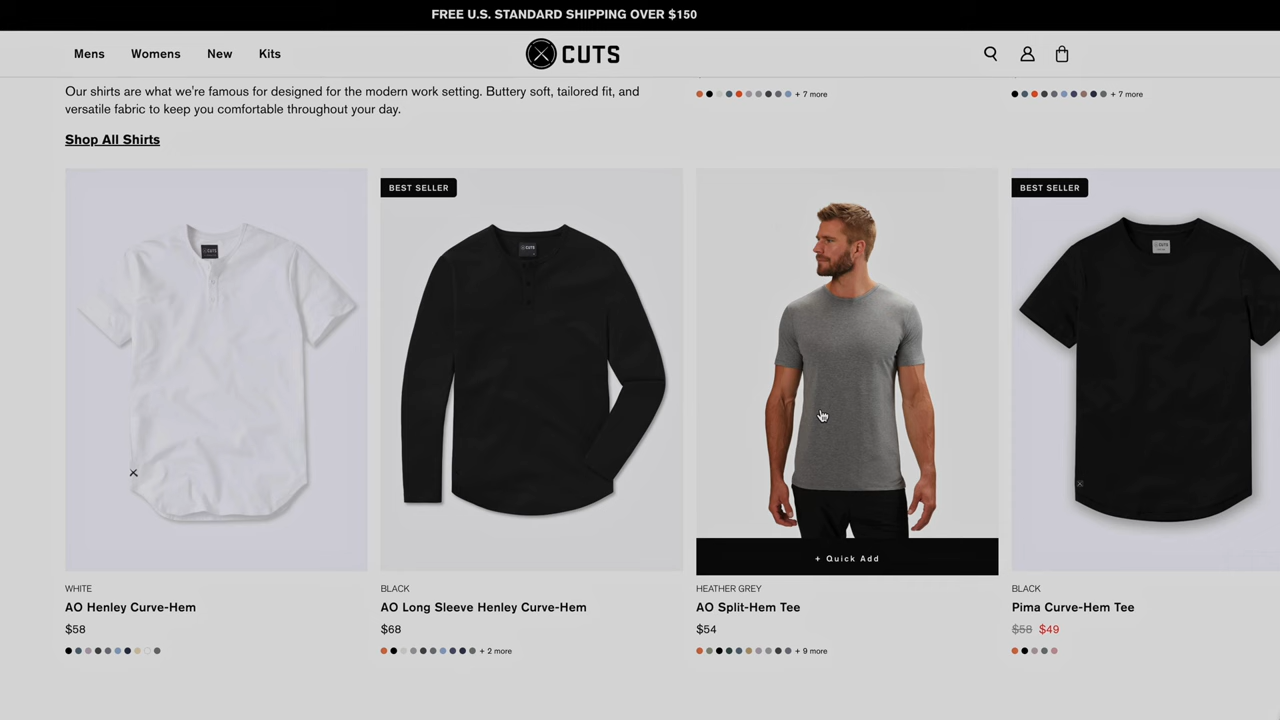 FREE U.S. STANDARD SHIPPING OVER $150
Mens Womens New Kits
CUTS
Our shirts are what we're famous for designed for the modern work setting. Buttery soft, tailored fit, and
versatile fabric to keep you comfortable throughout your day.
+ 7 more
+ 7 more
Shop All Shirts
BEST SELLER
CUTS
BEST SELLER
+ Quick Add
WHITE
AO Henley Curve-Hem
$58
BLACK
AO Long Sleeve Henley Curve-Hem
$68
+ 2 more
HEATHER GREY
AO Split-Hem Tee
$54
+ 9 more
BLACK
Pima Curve-Hem Tee
$58 $49